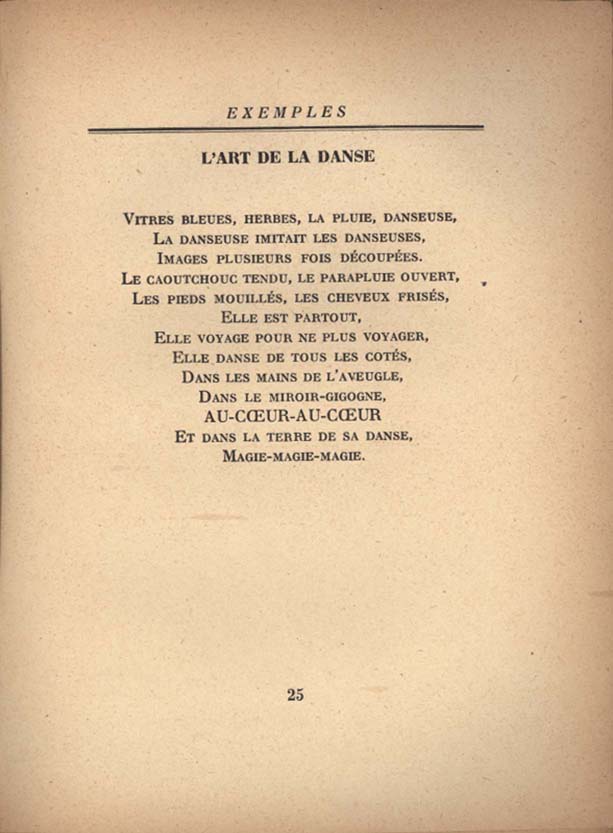 EXEMPLES
L'ART DE LA DANSE
VITRES BLEUES, HERBES, LA PLUIE, DANSEUSE,
LA DANSEUSE IMITAIT LES DANSEUSES,
IMAGES PLUSIEURS FOIS DÉCOUPÉES.
LE CAOUTCHOUC TENDU, LE PARAPLUIE OUVERT,
LES PIEDS MOUILLÉS, LES CHEVEUX FRISÉS,
ELLE EST PARTOUT,
ELLE VOYAGE POUR NE PLUS VOYAGER,
ELLE DANSE DE TOUS LES COTÉS,
DANS LES MAINS DE L'AVEUGLE,
DANS LE MIROIR-GIGOGNE,
AU-CŒUR-AU-CŒUR
ET DANS LA TERRE DE SA DANSE,
MAGIE-MAGIE-MAGIE.
25